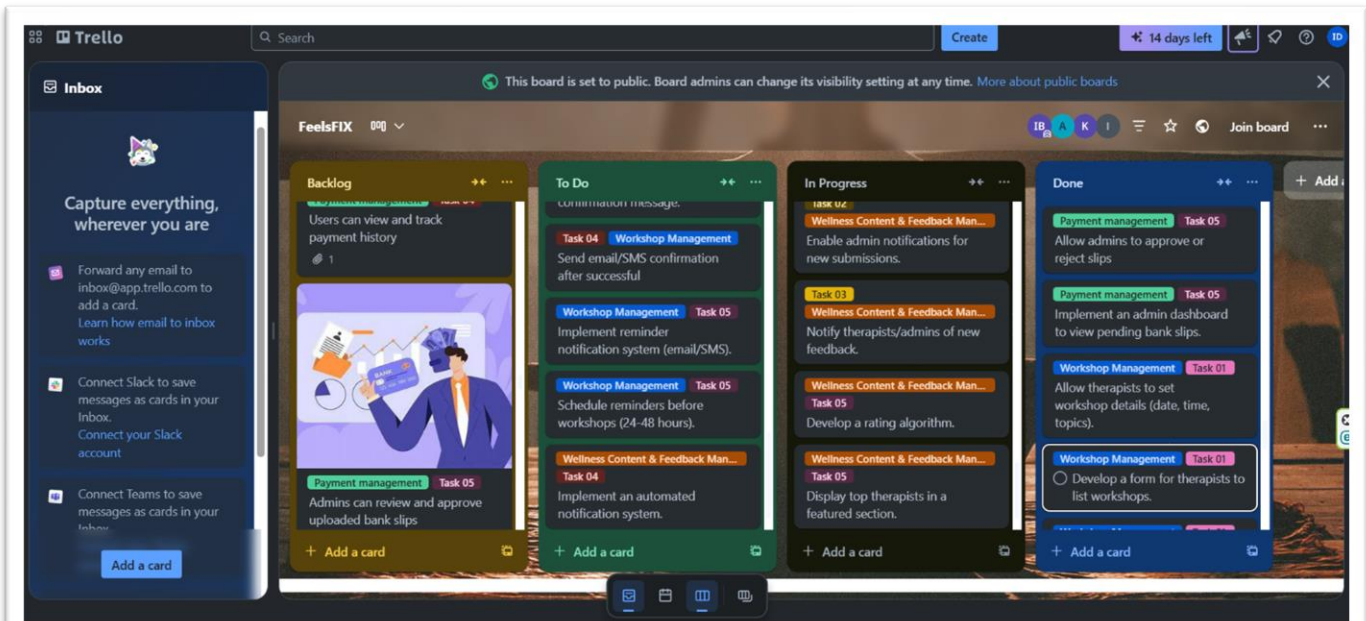 Trello
Search
Create
14 days left
ID
Inbox
Capture everything,
wherever you are
Forward any email to
inbox@app.trello.com to
add a card.
Learn how email to inbox
works
Connect Slack to save
messages as cards in your
Inbox.
Connect your Slack
account
Connect Teams to save
messages as cards in your
Inbox.
Add a card
This board is set to public. Board admins can change its visibility setting at any time. More about public boards
FeelsFIX
IB A K I
Join board
Backlog
Payment management Task 04
Users can view and track
payment history
1
BANK
Payment management Task 05
Admins can review and approve
uploaded bank slips
+ Add a card
To Do
confirmation message.
Task 04 Workshop Management
Send email/SMS confirmation
after successful
Workshop Management Task 05
Implement reminder
notification system (email/SMS).
Workshop Management Task 05
Schedule reminders before
workshops (24-48 hours).
Wellness Content & Feedback Man...
Task 04
Implement an automated
notification system.
+ Add a card
In Progress
Task 02
Wellness Content & Feedback Man...
Enable admin notifications for
new submissions.
Task 03
Wellness Content & Feedback Man...
Notify therapists/admins of new
feedback.
Wellness Content & Feedback Man...
Task 05
Develop a rating algorithm.
Wellness Content & Feedback Man...
Task 05
Display top therapists in a
featured section.
+ Add a card
Done
Payment management Task 05
Allow admins to approve or
reject slips
Payment management Task 05
Implement an admin dashboard
to view pending bank slips.
Workshop Management Task 01
Allow therapists to set
workshop details (date, time,
topics).
Workshop Management Task 01
Develop a form for therapists to
list workshops.
+ Add a card
+ Add